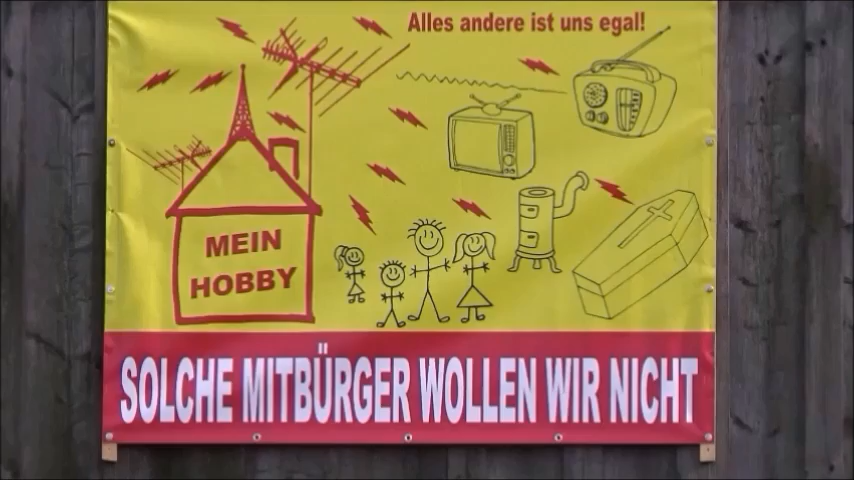 Alles andere ist uns egal!
MEIN
HOBBY
SOLCHE MITBÜRGER WOLLEN WIR NICHT